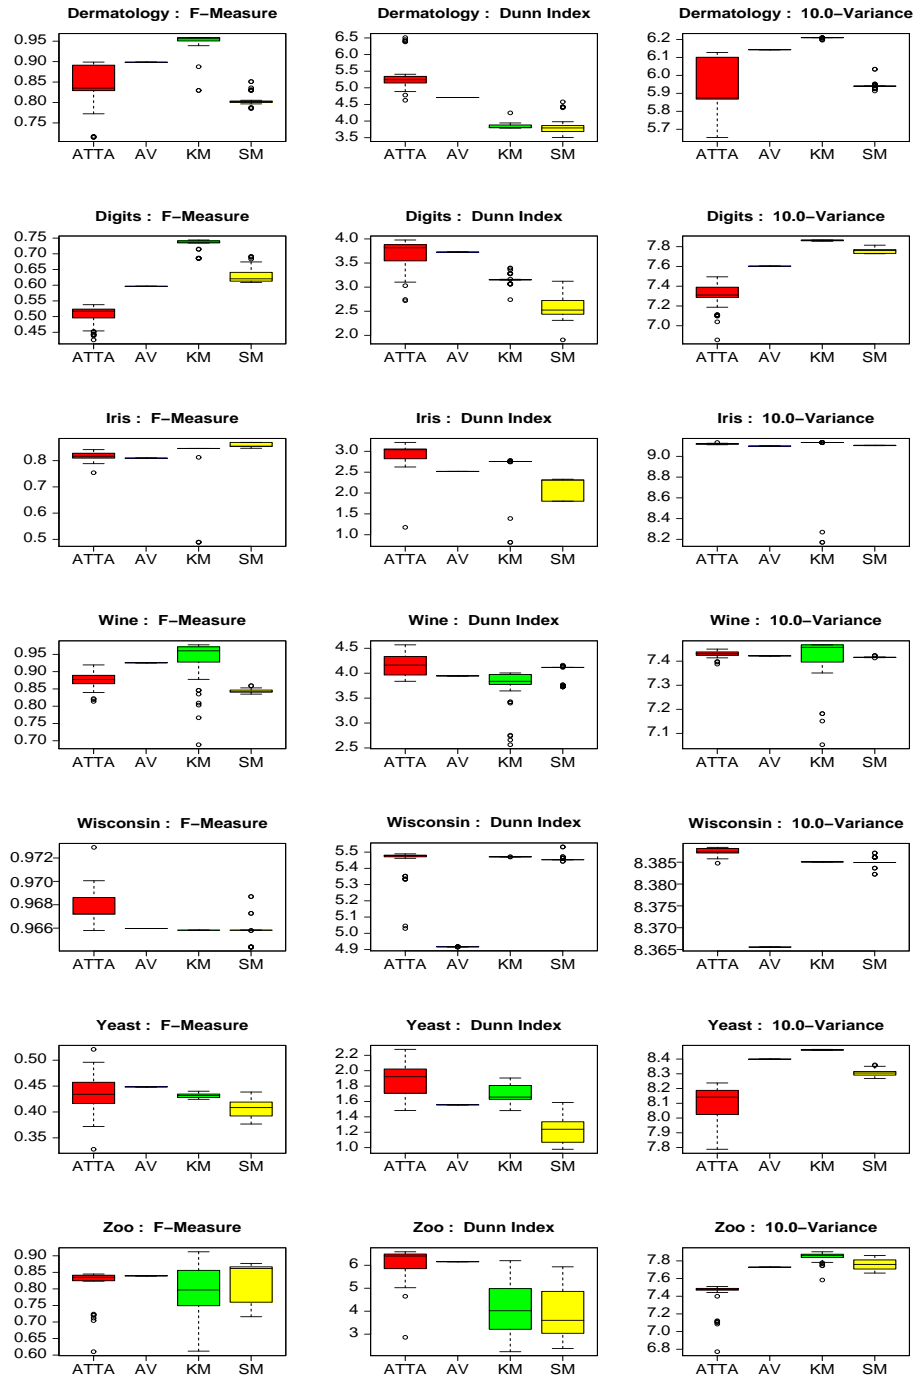 Dermatology : F−Measure
0.95
0.90
0.85
0.80
0.75
ATTA AV KM SM
Dermatology : Dunn Index
6.5
6.0
5.5
5.0
4.5
4.0
3.5
ATTA AV KM SM
Dermatology : 10.0−Variance
6.2
6.1
6.0
5.9
5.8
5.7
ATTA AV KM SM
Digits : F−Measure
0.75
0.70
0.65
0.60
0.55
0.50
0.45
ATTA AV KM SM
Digits : Dunn Index
4.0
3.5
3.0
2.5
2.0
ATTA AV KM SM
Digits : 10.0−Variance
7.8
7.6
7.4
7.2
7.0
ATTA AV KM SM
Iris : F−Measure
0.8
0.7
0.6
0.5
ATTA AV KM SM
Iris : Dunn Index
3.0
2.5
2.0
1.5
1.0
ATTA AV KM SM
Iris : 10.0−Variance
9.0
8.8
8.6
8.4
8.2
ATTA AV KM SM
Wine : F−Measure
0.95
0.90
0.85
0.80
0.75
0.70
ATTA AV KM SM
Wine : Dunn Index
4.5
4.0
3.5
3.0
2.5
ATTA AV KM SM
Wine : 10.0−Variance
7.4
7.3
7.2
7.1
ATTA AV KM SM
Wisconsin : F−Measure
0.972
0.970
0.968
0.966
ATTA AV KM SM
Wisconsin : Dunn Index
5.5
5.4
5.3
5.2
5.1
5.0
4.9
ATTA AV KM SM
Wisconsin : 10.0−Variance
8.385
8.380
8.375
8.370
8.365
ATTA AV KM SM
Yeast : F−Measure
0.50
0.45
0.40
0.35
ATTA AV KM SM
Yeast : Dunn Index
2.2
2.0
1.8
1.6
1.4
1.2
1.0
ATTA AV KM SM
Yeast : 10.0−Variance
8.4
8.3
8.2
8.1
8.0
7.9
7.8
ATTA AV KM SM
Zoo : F−Measure
0.90
0.85
0.80
0.75
0.70
0.65
0.60
ATTA AV KM SM
Zoo : Dunn Index
6
5
4
3
ATTA AV KM SM
Zoo : 10.0−Variance
7.8
7.6
7.4
7.2
7.0
6.8
ATTA AV KM SM